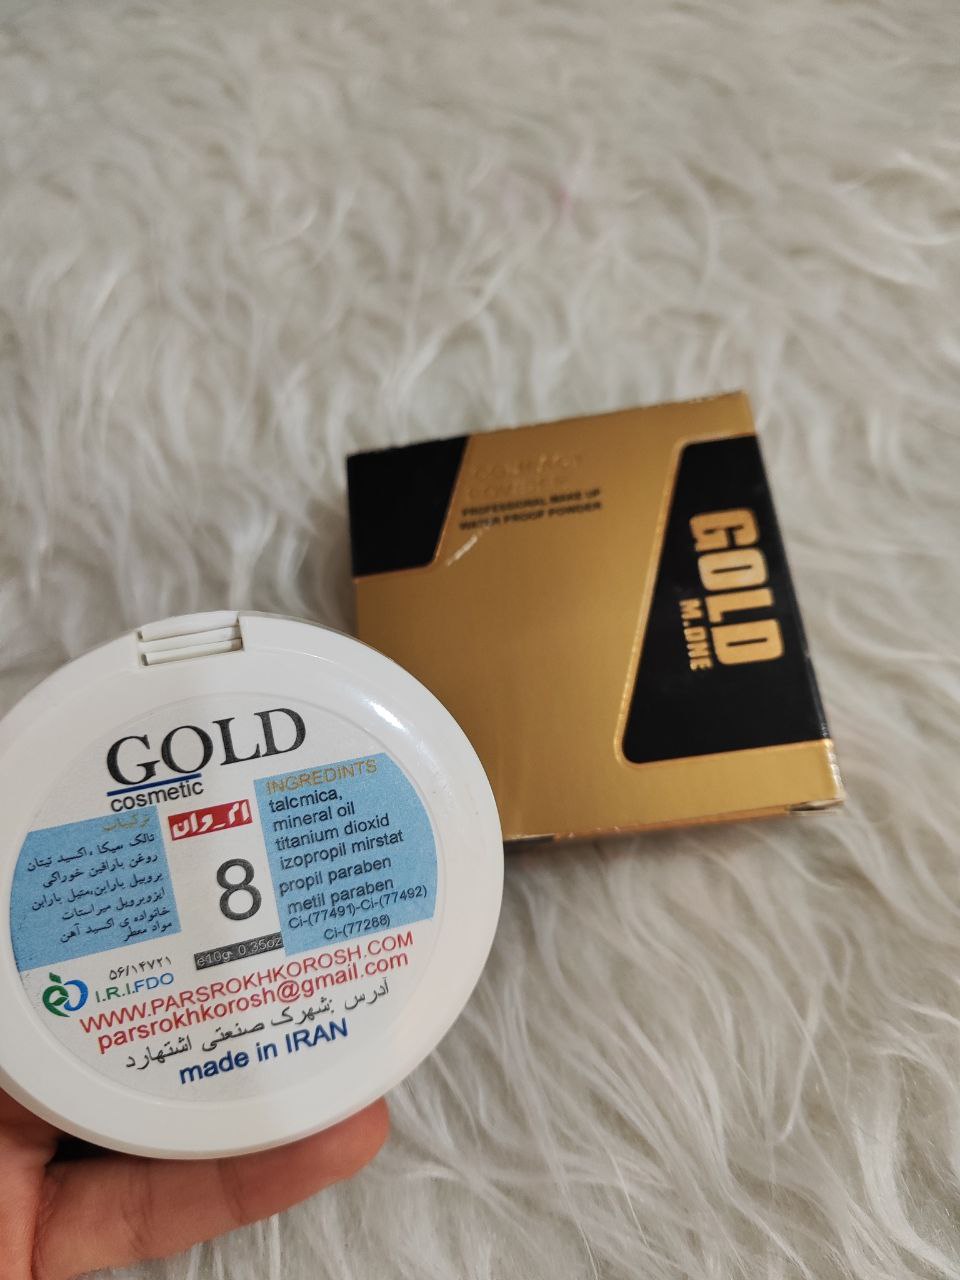 COMPACT
POWDER
PROFESSIONAL MAKE UP
WATER PROOF POWDER
GOLD
M.ONE
GOLD
cosmetic
ترکیبات
تالک ،میکا ،اکسید تیتان
روغن پارافین خوراکی
پروپیل پارابن،متیل پارابن
ایزوپروپیل میراستات
خانواده ی اکسید آهن
مواد معطر
ام_وان
8
e10g- 0.35oz
INGREDINTS
talcmica,
mineral oil
titanium dioxid
izopropil mirstat
propil paraben
metil paraben
Ci-(77491)-Ci-(77492)
Ci-(77288)
۵۶/۱۴۷۲۱
I.R.I.FDO
WWW.PARSROKHKOROSH.COM
parsrokhkorosh@gmail.com
آدرس :شهرک صنعتی اشتهارد
made in IRAN